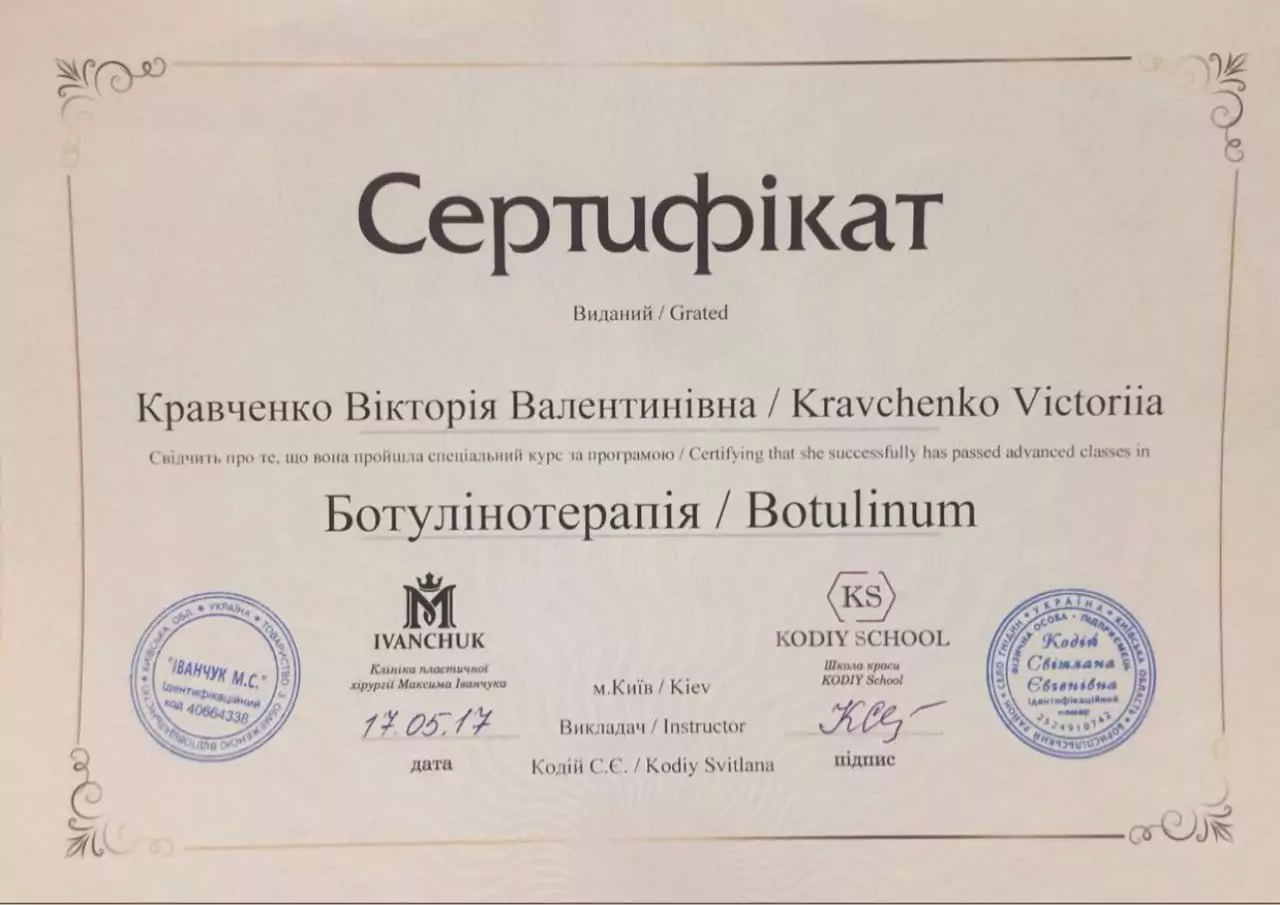 Сертифікат
Виданий / Grated
Кравченко Вікторія Валентинівна / Kravchenko Victoriia
Свідчить про те, що вона пройшла спеціальний курс за програмою / Certifying that she successfully has passed advanced classes in
Ботулінотерапія / Botulinum
IVANCHUK
Клініка пластичної
хірургії Максима Іванчука
17.05.17
дата
м.Київ / Kiev
Викладач / Instructor
Кодій С.Є. / Kodiy Svitlana
KS
KODIY SCHOOL
Школа краси
KODIY School
підпис
УКРАЇНА * ТОВАРИСТВО З ОБМЕЖЕНОЮ ВІДПОВІДАЛЬНІСТЮ * КИЇВСЬКА ОБЛ.
"ІВАНЧУК М.С."
Ідентифікаційний
код 40664338
УКРАЇНА * КИЇВСЬКА ОБЛАСТЬ * БОРИСПІЛЬСЬКИЙ РАЙОН * СЕЛО ГНІДИН
ФІЗИЧНА ОСОБА - ПІДПРИЄМЕЦЬ
Кодій
Світлана
Євгенівна
Ідентифікаційний
номер
2524910742